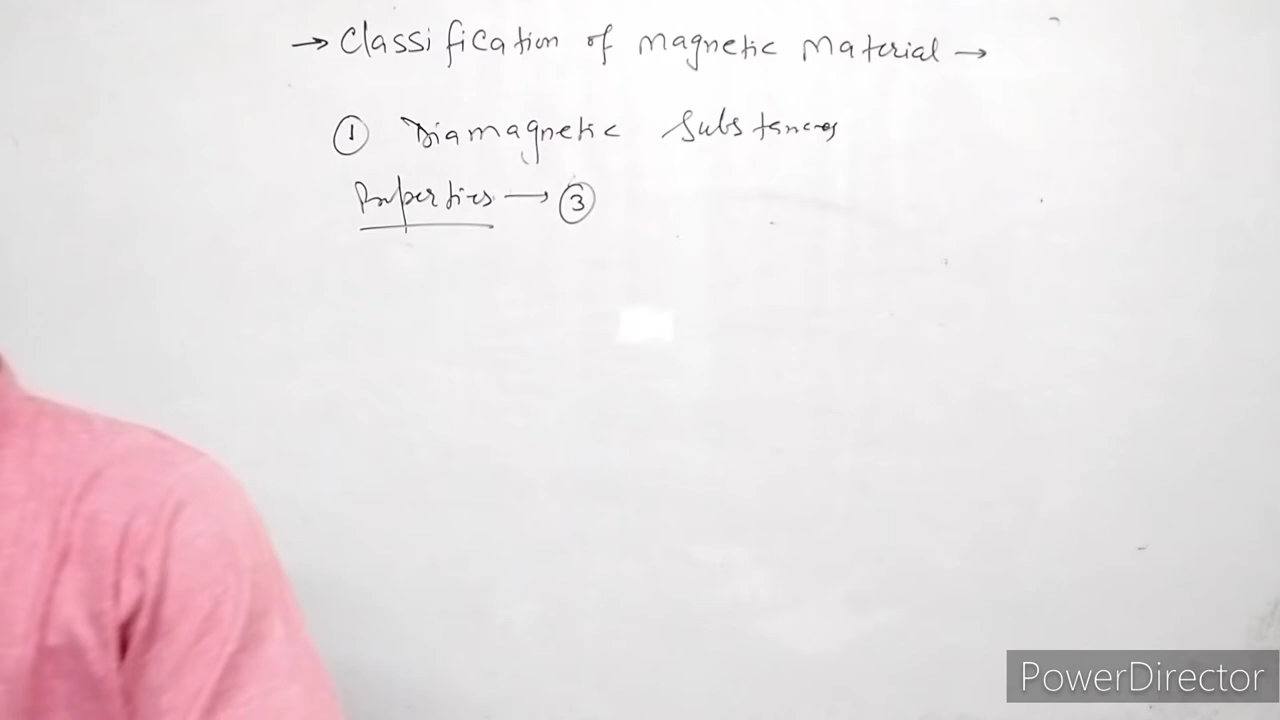 → Classification of magnetic Material →
① Diamagnetic Substances
Properties → ③
PowerDirector